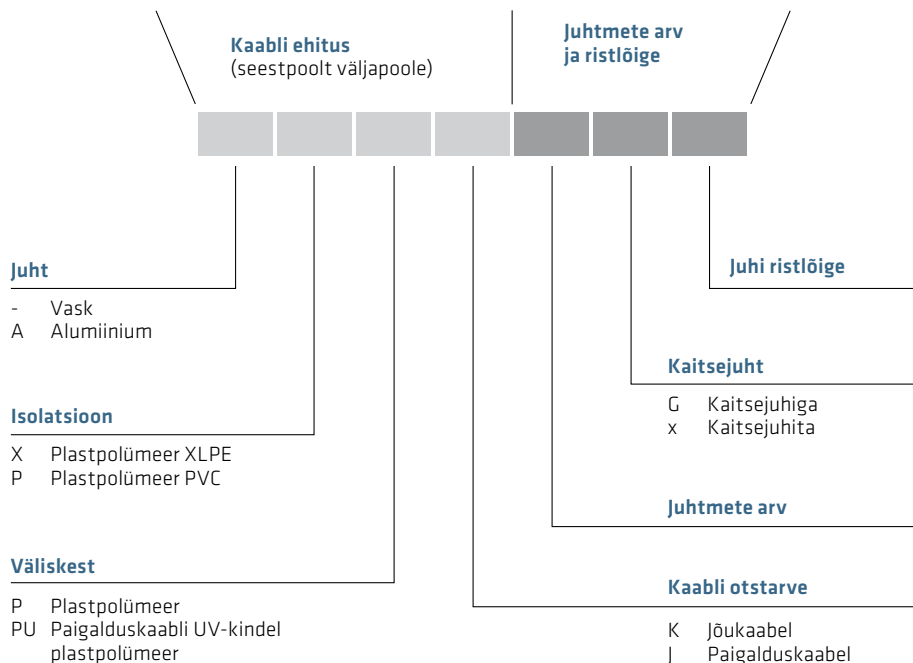 Kaabli ehitus
(seestpoolt väljapoole)
Juhtmete arv
ja ristlõige
Juht
- Vask
A Alumiinium
Isolatsioon
X Plastpolümeer XLPE
P Plastpolümeer PVC
Väliskest
P Plastpolümeer
PU Paigalduskaabli UV-kindel
plastpolümeer
Juhi ristlõige
Kaitsejuht
G Kaitsejuhiga
x Kaitsejuhita
Juhtmete arv
Kaabli otstarve
K Jõukaabel
J Paigalduskaabel